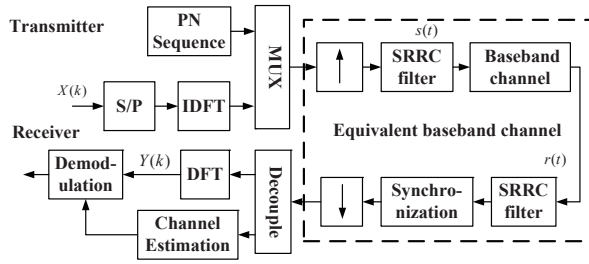 Transmitter
PN
Sequence
MUX
s(t)
SRRC
filter
Baseband
channel
X(k)
S/P
IDFT
Equivalent baseband channel
Receiver
r(t)
Demod-
ulation
Y(k)
DFT
Decouple
Synchro-
nization
SRRC
filter
Channel
Estimation